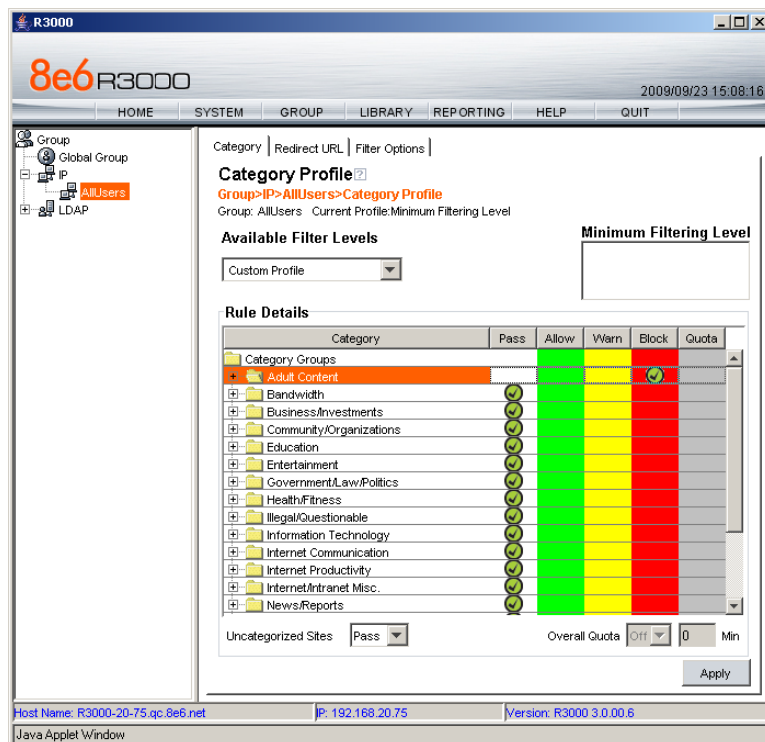 R3000
8e6 R3000
2009/09/23 15:08:16
HOME SYSTEM GROUP LIBRARY REPORTING HELP QUIT
Group
Global Group
IP
AllUsers
LDAP
Category Redirect URL Filter Options
Category Profile ?
Group>IP>AllUsers>Category Profile
Group: AllUsers Current Profile:Minimum Filtering Level
Available Filter Levels
Minimum Filtering Level
Custom Profile
Rule Details
Category Pass Allow Warn Block Quota
Category Groups
Adult Content
Bandwidth
Business/Investments
Community/Organizations
Education
Entertainment
Government/Law/Politics
Health/Fitness
Illegal/Questionable
Information Technology
Internet Communication
Internet Productivity
Internet/Intranet Misc.
News/Reports
Uncategorized Sites Pass Overall Quota Off 0 Min
Apply
Host Name: R3000-20-75.qc.8e6.net IP: 192.168.20.75 Version: R3000 3.0.00.6
Java Applet Window